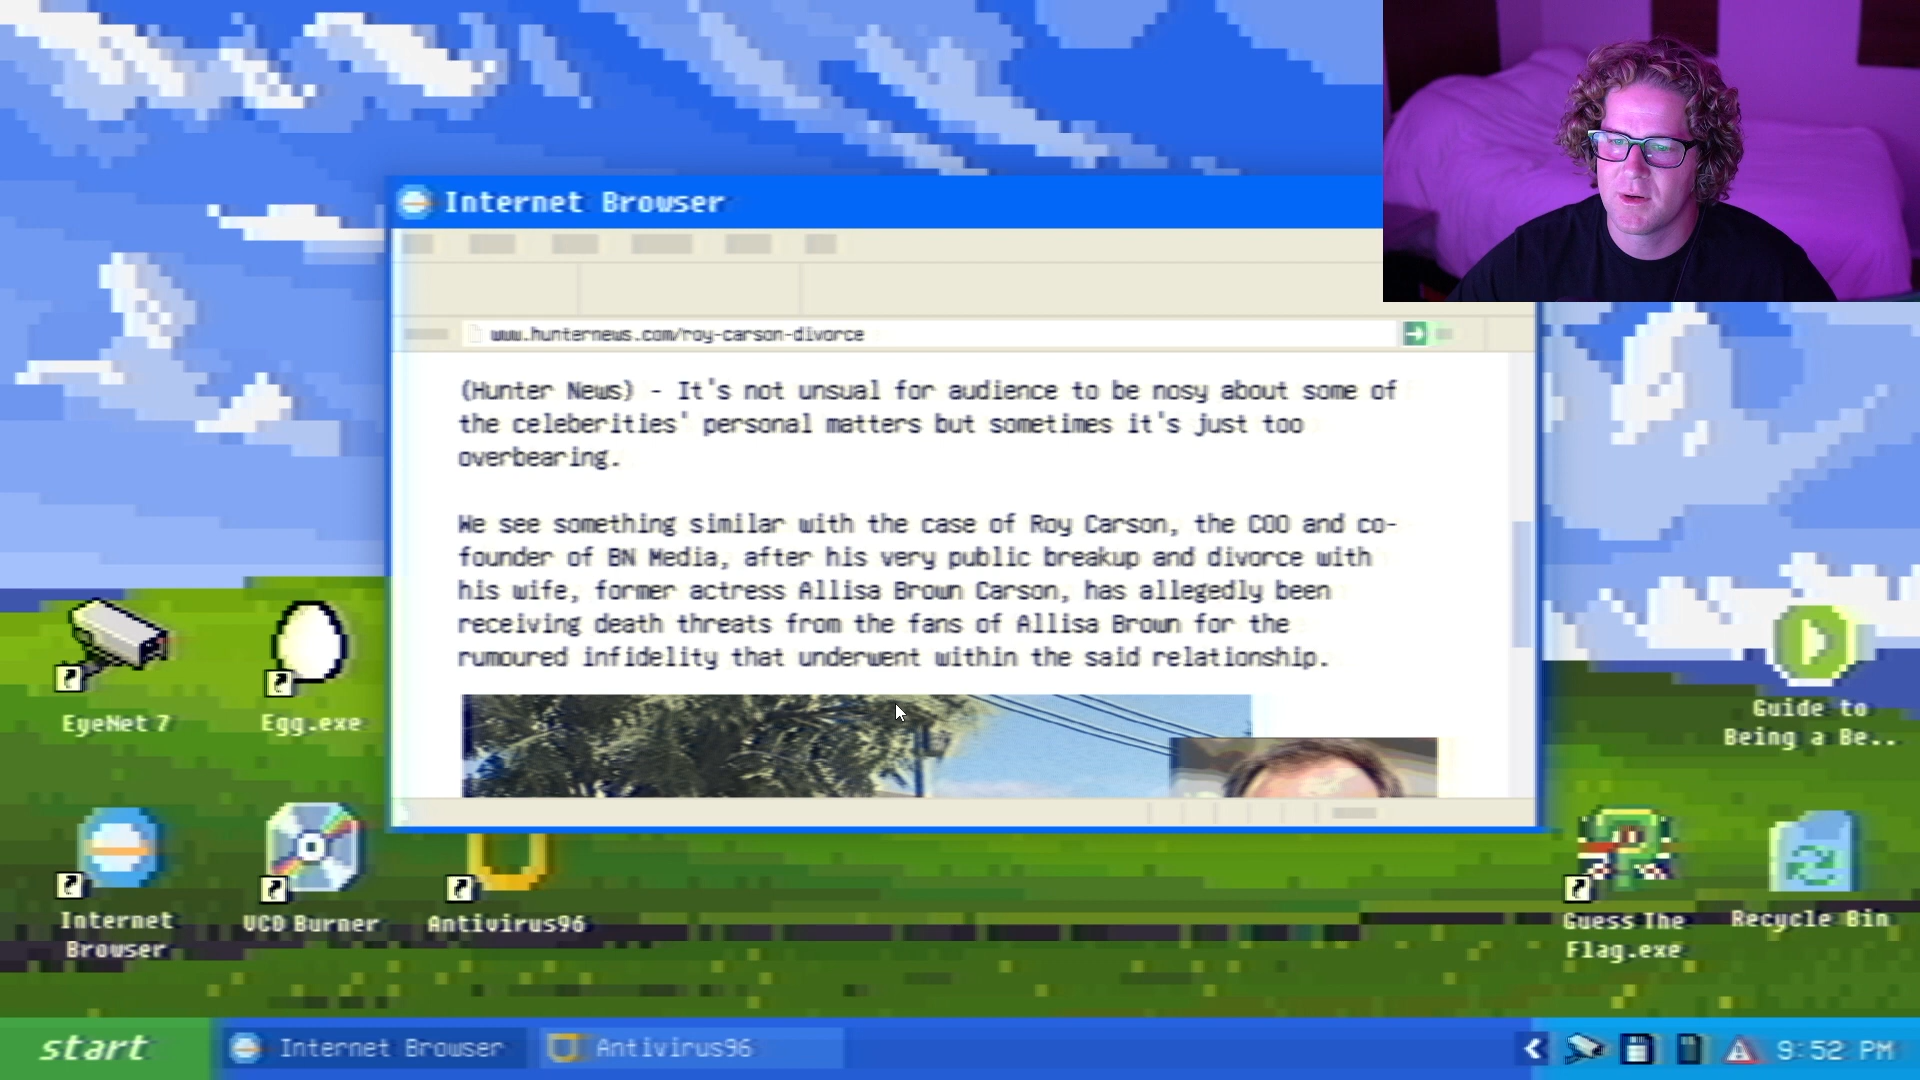 Internet Browser
www.hunternews.com/roy-carson-divorce
(Hunter News) - It's not unsual for audience to be nosy about some of
the celeberities' personal matters but sometimes it's just too
overbearing.
We see something similar with the case of Roy Carson, the COO and co-
founder of BN Media, after his very public breakup and divorce with
his wife, former actress Allisa Brown Carson, has allegedly been
receiving death threats from the fans of Allisa Brown for the
rumoured infidelity that underwent within the said relationship.
EyeNet 7
Egg.exe
Guide to
Being a Be..
Internet
Browser
VCD Burner
Antivirus96
Guess The
Flag.exe
Recycle Bin
start
Internet Browser
Antivirus96
9:52 PM